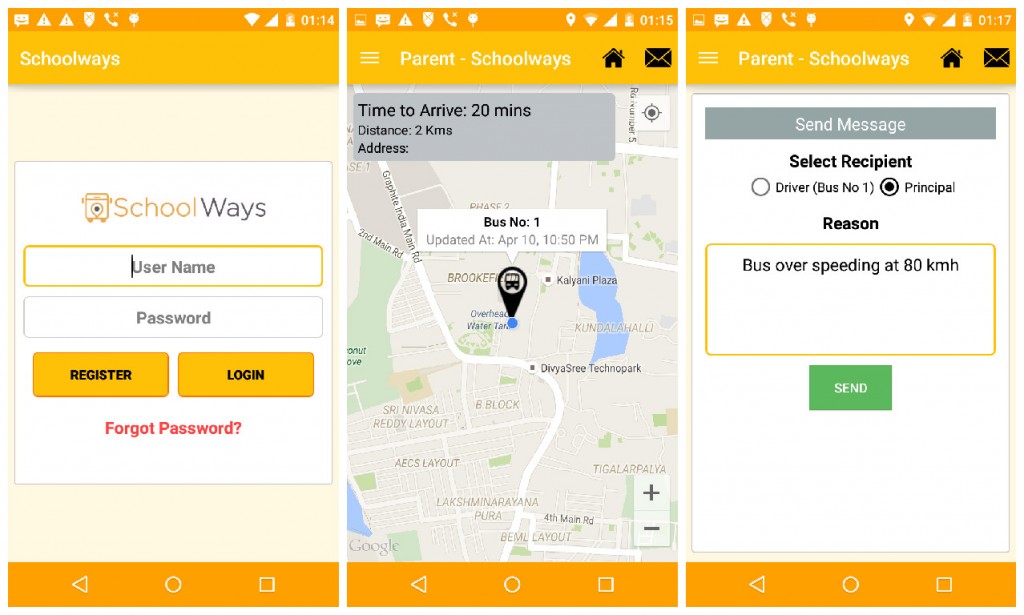 01:14
Schoolways
School Ways
User Name
Password
REGISTER
LOGIN
Forgot Password?
01:15
Parent - Schoolways
Time to Arrive: 20 mins
Distance: 2 Kms
Address:
Graphite India Main Rd
PHASE 2
2nd Main Rd
Bus No: 1
Updated At: Apr 10, 10:50 PM
BROOKEFI
Kalyani Plaza
Overhead
Water Tank
KUNDALAHALLI
DivyaSree Technopark
SRI NIVASA
REDDY LAYOUT
B BLOCK
AECS LAYOUT
TIGALARPALYA
LAKSHMINARAYANA
PURA
4th Main Rd
BEML LAYOUT
+
−
Google
01:17
Parent - Schoolways
Send Message
Select Recipient
Driver (Bus No 1) Principal
Reason
Bus over speeding at 80 kmh
SEND